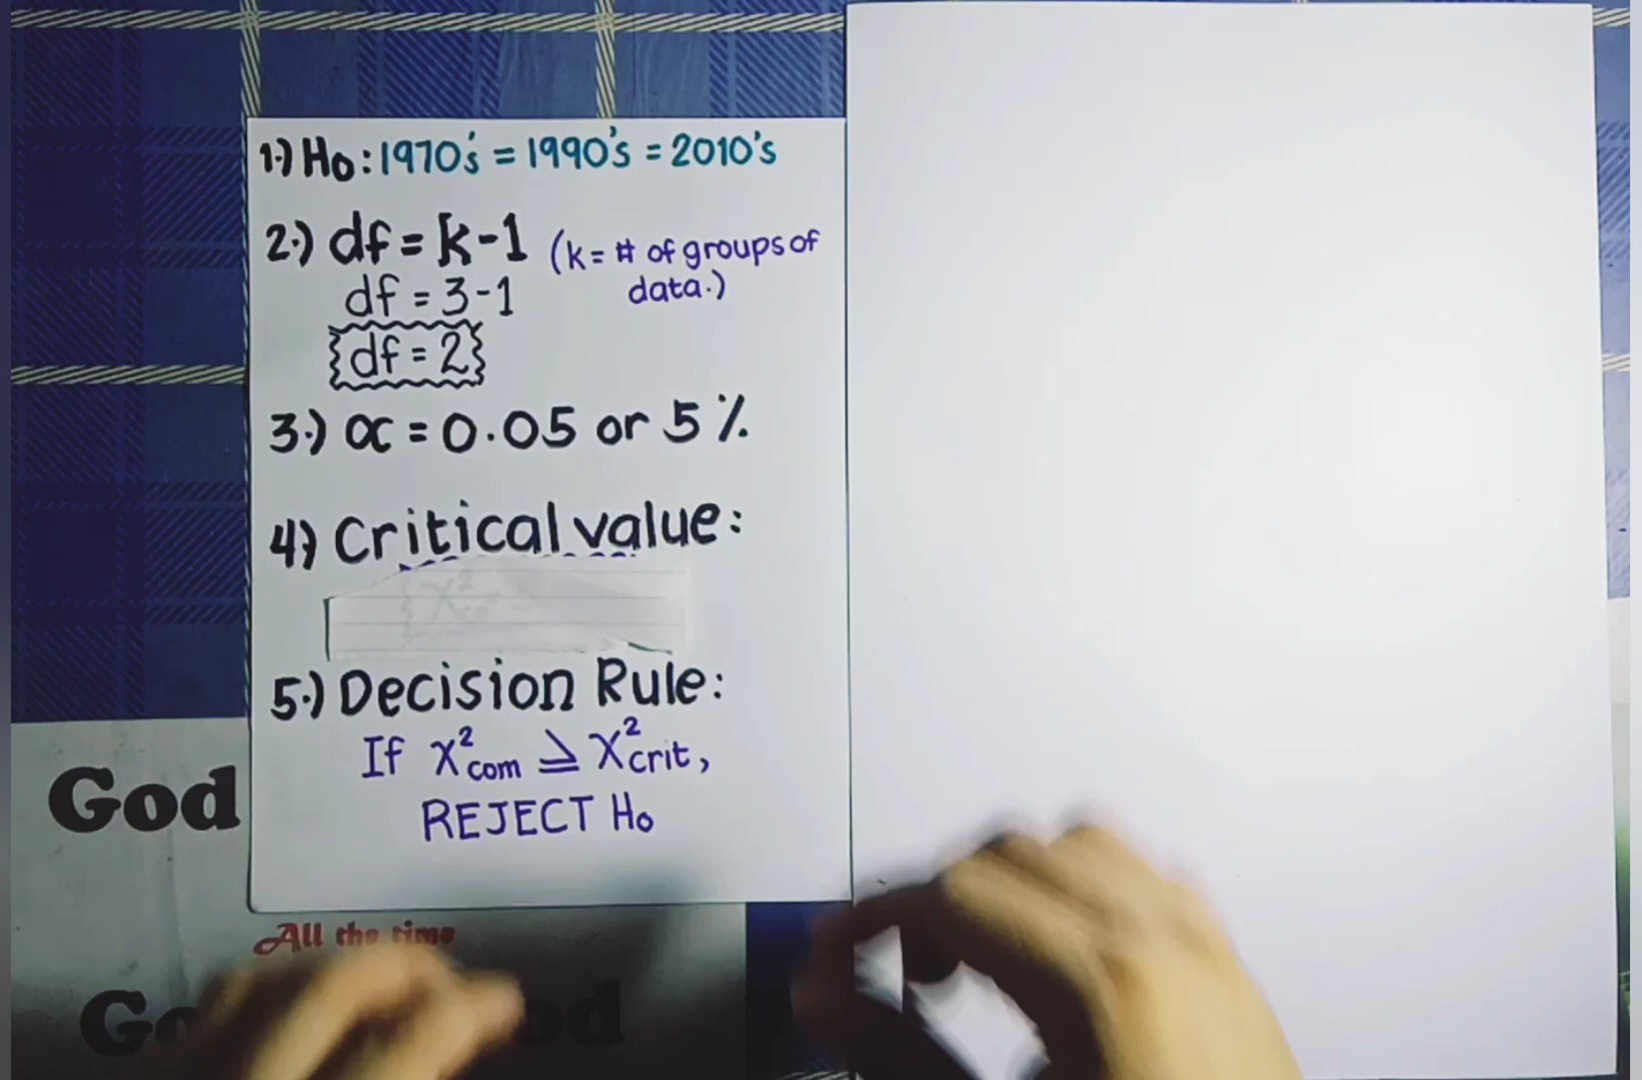 1.) Ho: 1970's = 1990's = 2010's
2.) df = k-1 (k= # of groups of data.)
df = 3-1
df = 2
3.) α = 0.05 or 5%
4.) Critical value:
X²
5.) Decision Rule:
If X²com ≥ X²crit,
REJECT Ho
God
All the time